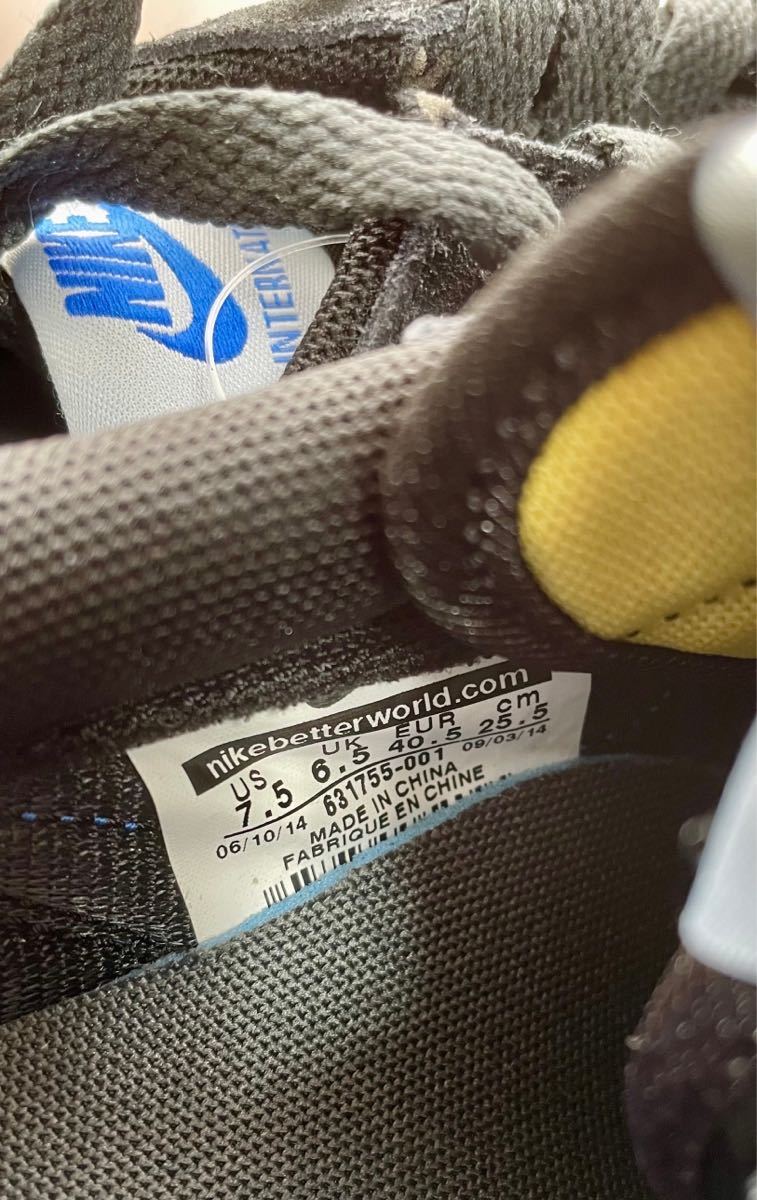 NIKE
INTERNAT
nikebetterworld.com
US UK EUR cm
7.5 6.5 40.5 25.5
06/10/14 631755-001 09/03/14
MADE IN CHINA
FABRIQUE EN CHINE